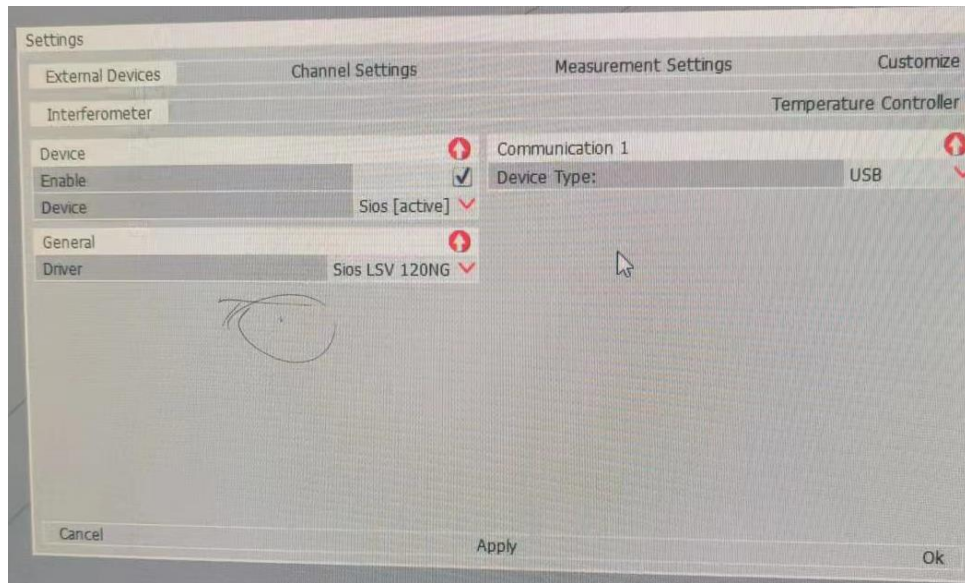 Settings
External Devices Channel Settings Measurement Settings Customize
Interferometer Temperature Controller
Device Communication 1
Enable Device Type: USB
Device Sios [active]
General
Driver Sios LSV 120NG
Cancel Apply Ok